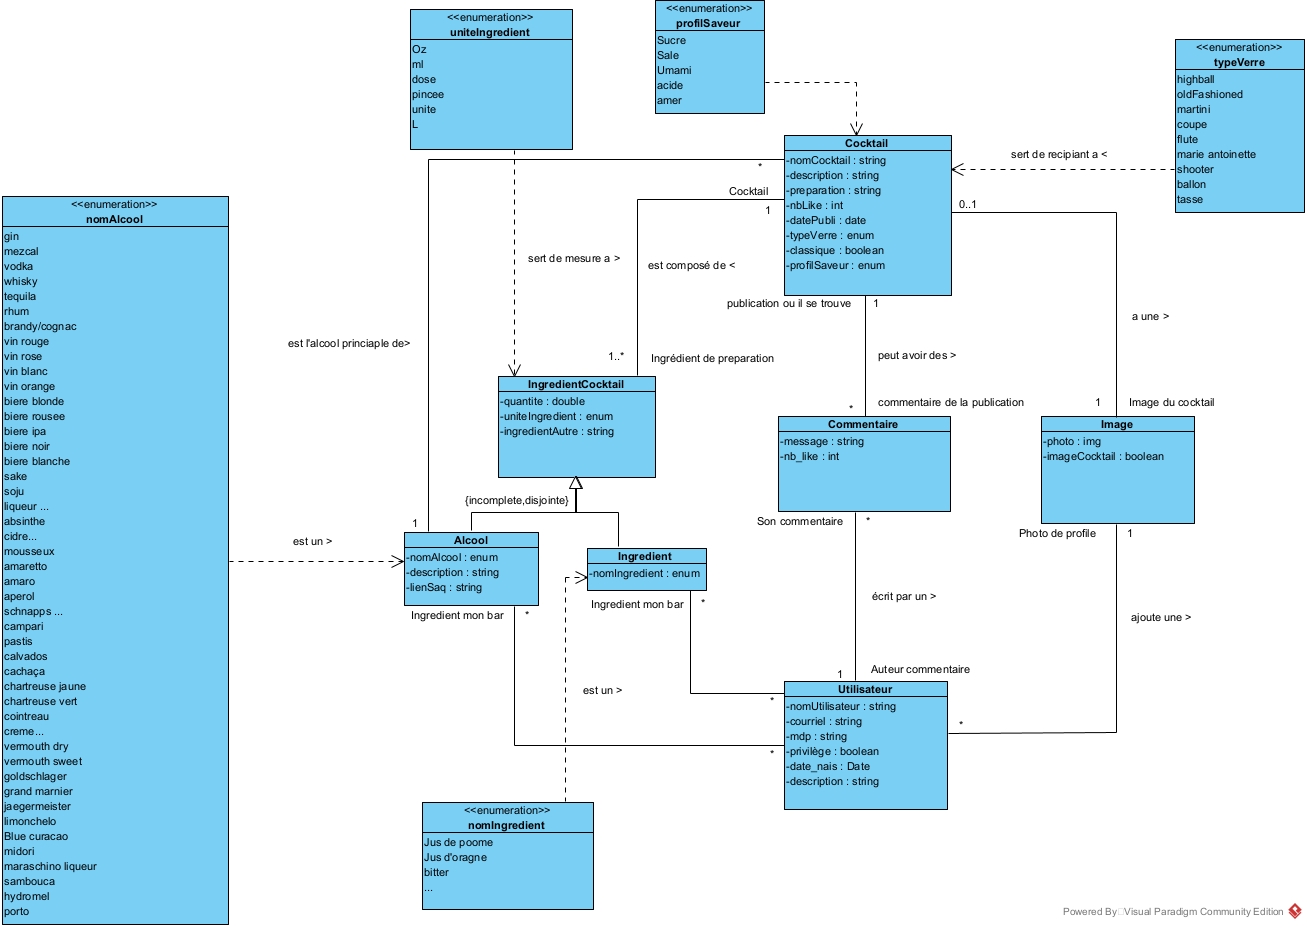 <<enumeration>>
uniteIngredient
Oz
ml
dose
pincee
unite
L
<<enumeration>>
profilSaveur
Sucre
Sale
Umami
acide
amer
<<enumeration>>
typeVerre
highball
oldFashioned
martini
coupe
flute
marie antoinette
shooter
ballon
tasse
sert de recipiant a <
Cocktail
-nomCocktail : string
-description : string
-preparation : string
-nbLike : int
-datePubli : date
-typeVerre : enum
-classique : boolean
-profilSaveur : enum
*
Cocktail
1
0..1
<<enumeration>>
nomAlcool
gin
mezcal
vodka
whisky
tequila
rhum
brandy/cognac
vin rouge
vin rose
vin blanc
vin orange
biere blonde
biere rousee
biere ipa
biere noir
biere blanche
sake
soju
liqueur ...
absinthe
cidre...
mousseux
amaretto
amaro
aperol
schnapps ...
campari
pastis
calvados
cachaça
chartreuse jaune
chartreuse vert
cointreau
creme...
vermouth dry
vermouth sweet
goldschlager
grand marnier
jaegermeister
limonchelo
Blue curacao
midori
maraschino liqueur
sambouca
hydromel
porto
sert de mesure a >
est composé de <
publication ou il se trouve
1
a une >
est l'alcool princiaple de>
1..*
Ingrédient de preparation
peut avoir des >
IngredientCocktail
-quantite : double
-uniteIngredient : enum
-ingredientAutre : string
*
commentaire de la publication
1
Image du cocktail
Commentaire
-message : string
-nb_like : int
Image
-photo : img
-imageCocktail : boolean
{incomplete,disjointe}
1
Son commentaire
*
Photo de profile
1
est un >
Alcool
-nomAlcool : enum
-description : string
-lienSaq : string
Ingredient
-nomIngredient : enum
Ingredient mon bar
*
Ingredient mon bar
*
écrit par un >
ajoute une >
est un >
1
Auteur commentaire
Utilisateur
-nomUtilisateur : string
-courriel : string
-mdp : string
-privilège : boolean
-date_nais : Date
-description : string
*
*
*
<<enumeration>>
nomIngredient
Jus de poome
Jus d'oragne
bitter
...
Powered By Visual Paradigm Community Edition